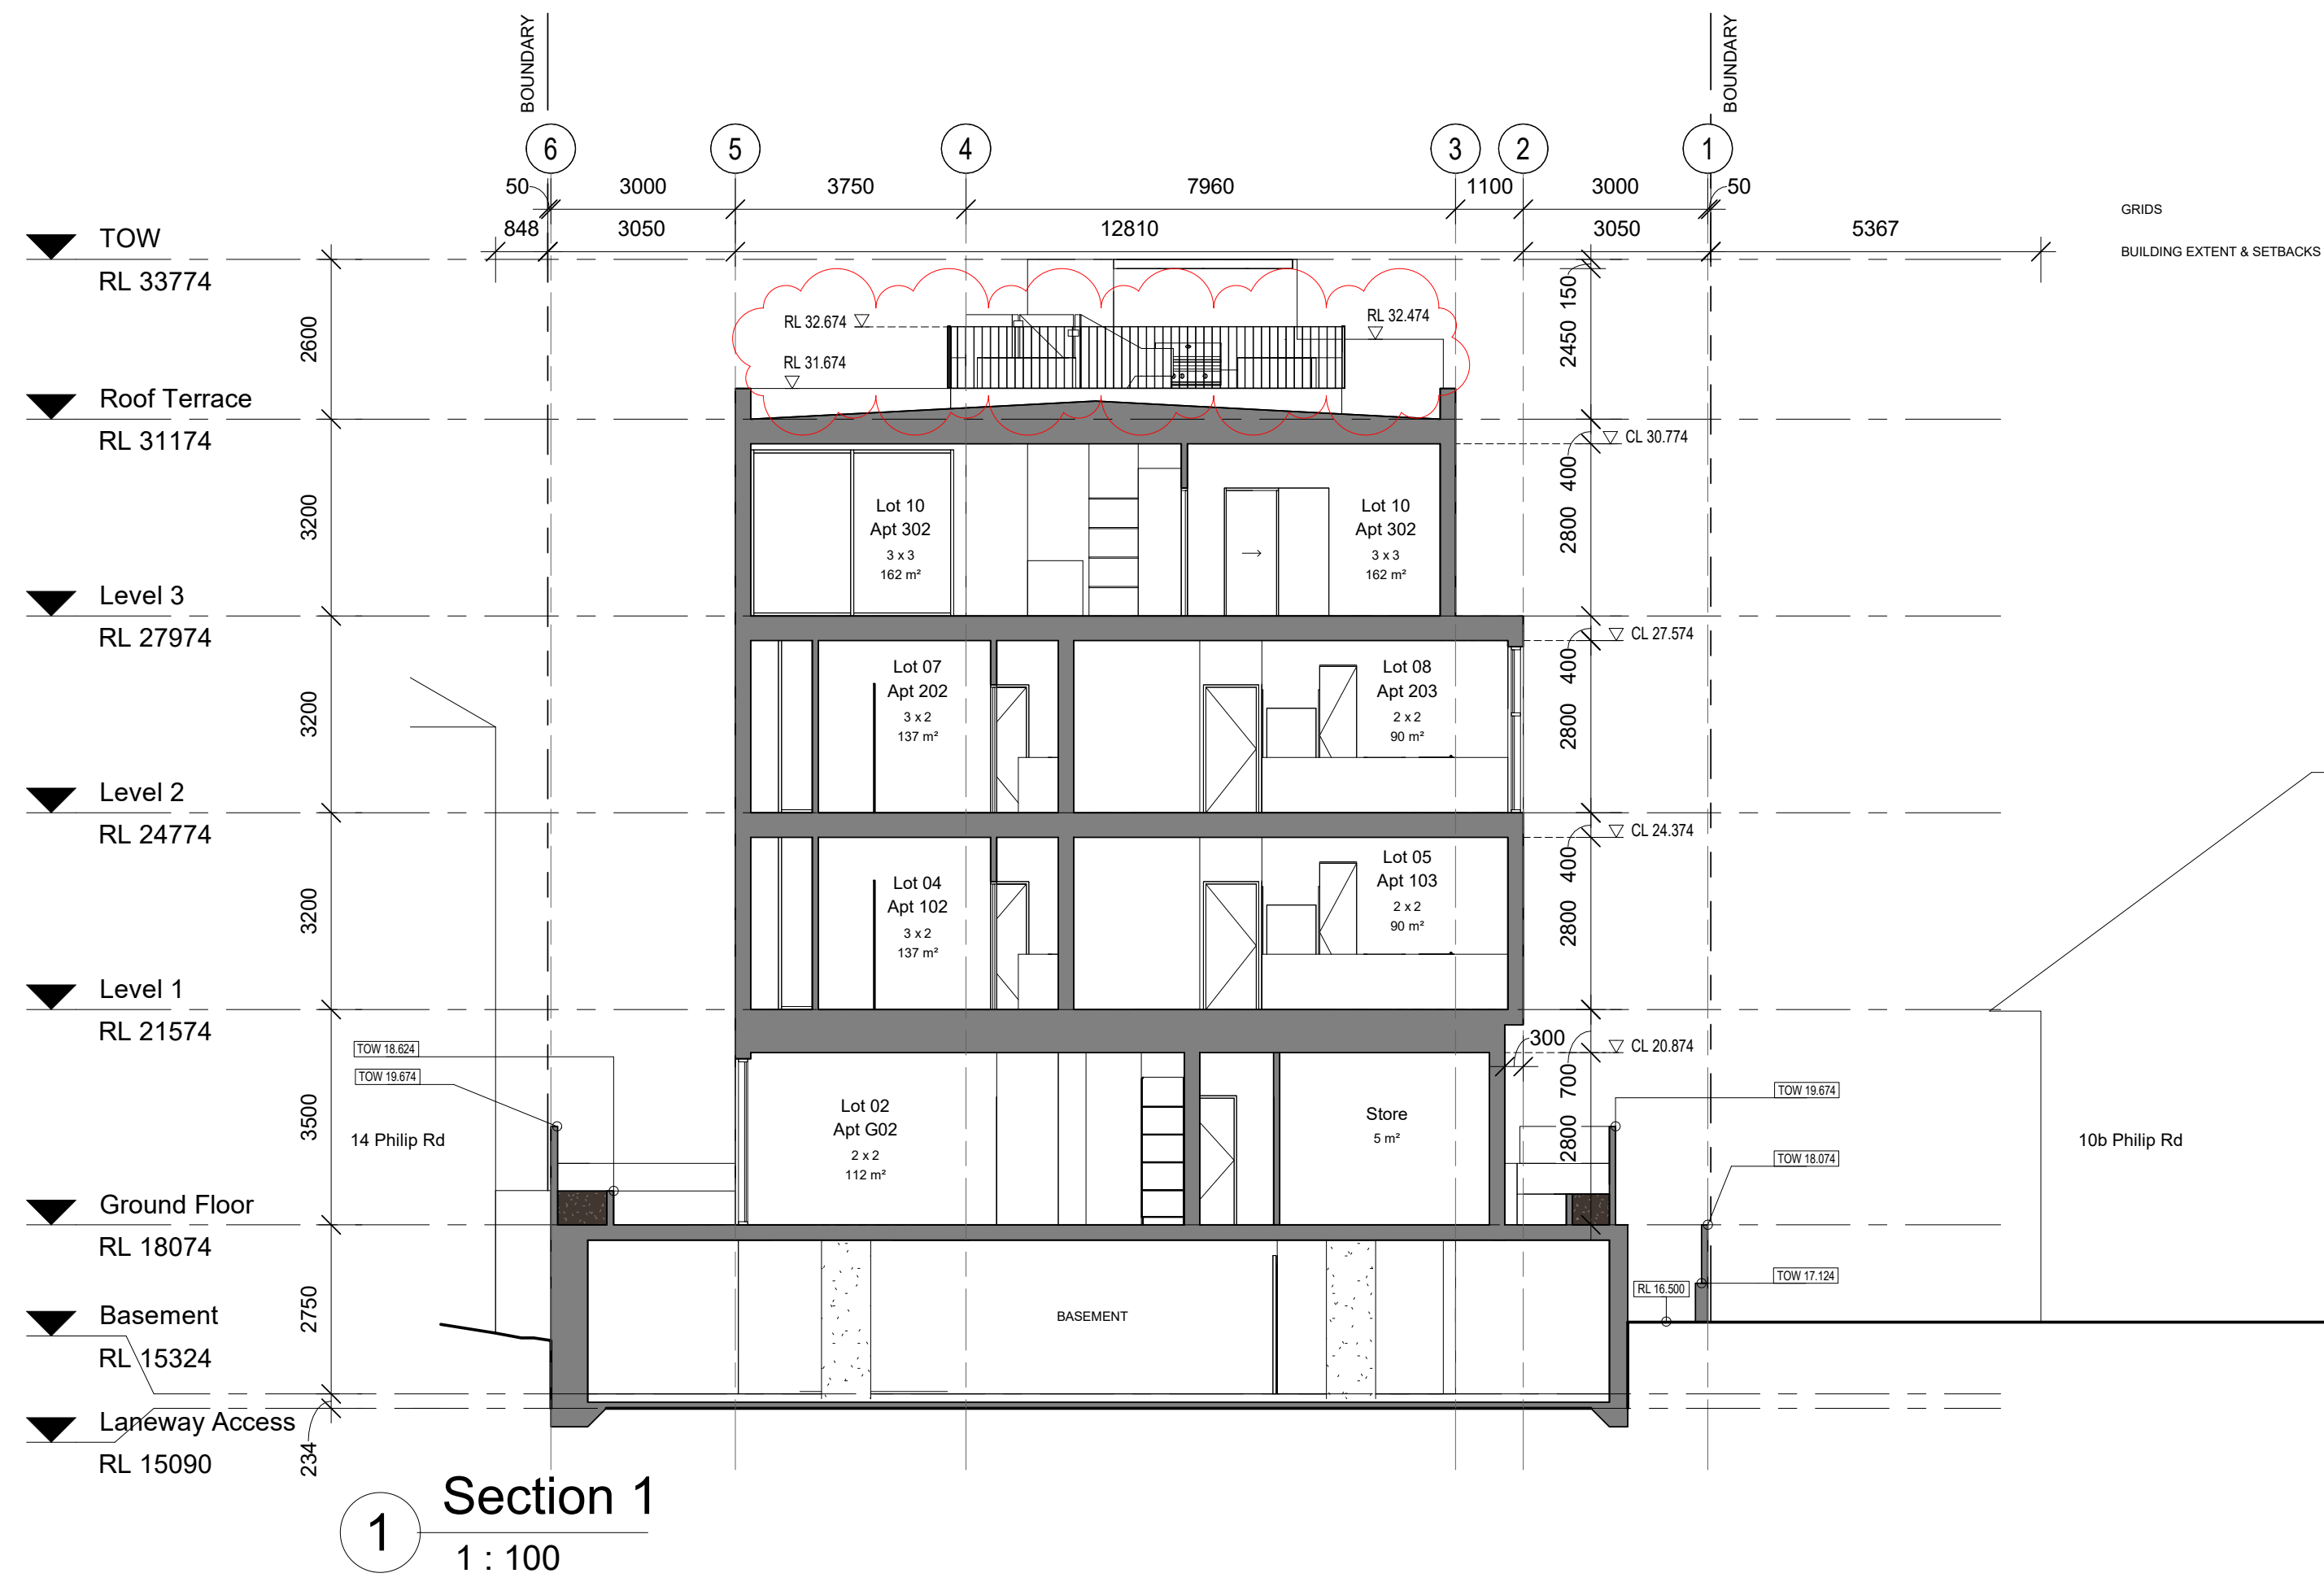 BOUNDARY
BOUNDARY
6
5
4
3
2
1
50
3000
3750
7960
1100
3000
50
GRIDS
848
3050
12810
3050
5367
BUILDING EXTENT & SETBACKS
TOW
RL 33774
2600
Roof Terrace
RL 31174
3200
Level 3
RL 27974
3200
Level 2
RL 24774
3200
Level 1
RL 21574
3500
Ground Floor
RL 18074
2750
Basement
RL 15324
Laneway Access
RL 15090
234
RL 32.674
RL 31.674
RL 32.474
150
2450
CL 30.774
400
2800
CL 27.574
400
2800
CL 24.374
400
2800
300
CL 20.874
700
2800
Lot 10
Apt 302
3 x 3
162 m²
Lot 10
Apt 302
3 x 3
162 m²
Lot 07
Apt 202
3 x 2
137 m²
Lot 08
Apt 203
2 x 2
90 m²
Lot 04
Apt 102
3 x 2
137 m²
Lot 05
Apt 103
2 x 2
90 m²
TOW 18.624
TOW 19.674
14 Philip Rd
Lot 02
Apt G02
2 x 2
112 m²
Store
5 m²
TOW 19.674
TOW 18.074
TOW 17.124
RL 16.500
10b Philip Rd
BASEMENT
1
Section 1
1 : 100